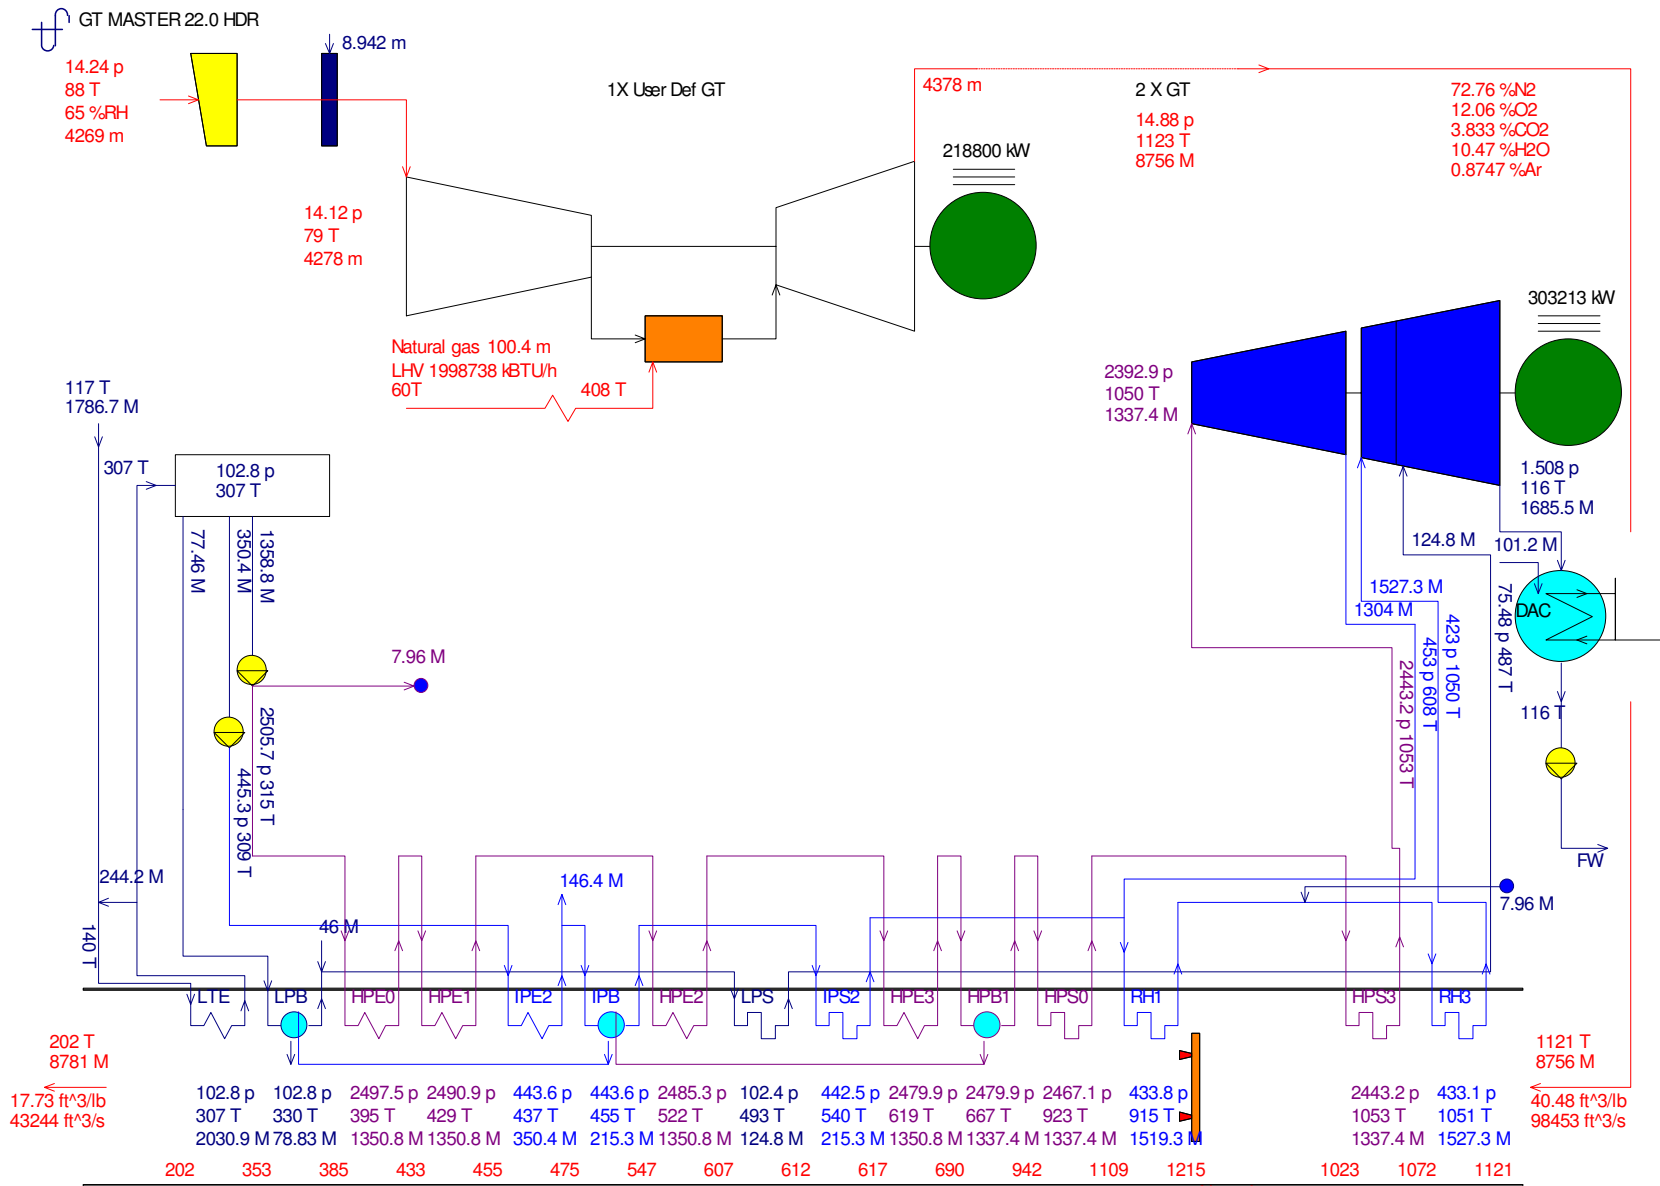 GT MASTER 22.0 HDR
8.942 m
14.24 p
88 T
65 %RH
4269 m
1X User Def GT
4378 m
2 X GT
14.88 p
1123 T
8756 M
72.76 %N2
12.06 %O2
3.833 %CO2
10.47 %H2O
0.8747 %Ar
218800 kW
14.12 p
79 T
4278 m
303213 kW
Natural gas 100.4 m
LHV 1998738 kBTU/h
60T
408 T
2392.9 p
1050 T
1337.4 M
117 T
1786.7 M
307 T
102.8 p
307 T
1.508 p
116 T
1685.5 M
77.46 M
350.4 M
1358.8 M
124.8 M
101.2 M
1527.3 M
1304 M
DAC
75.48 p 487 T
423 p 1050 T
453 p 608 T
2443.2 p 1053 T
7.96 M
116 T
2505.7 p 315 T
445.3 p 309 T
FW
244.2 M
146.4 M
7.96 M
46 M
140 T
LTE
LPB
HPE0
HPE1
IPE2
IPB
HPE2
LPS
IPS2
HPE3
HPB1
HPS0
RH1
HPS3
RH3
202 T
8781 M
1121 T
8756 M
17.73 ft^3/lb
43244 ft^3/s
40.48 ft^3/lb
98453 ft^3/s
102.8 p 102.8 p 2497.5 p 2490.9 p 443.6 p 443.6 p 2485.3 p 102.4 p 442.5 p 2479.9 p 2479.9 p 2467.1 p 433.8 p 2443.2 p 433.1 p
307 T 330 T 395 T 429 T 437 T 455 T 522 T 493 T 540 T 619 T 667 T 923 T 915 T 1053 T 1051 T
2030.9 M 78.83 M 1350.8 M 1350.8 M 350.4 M 215.3 M 1350.8 M 124.8 M 215.3 M 1350.8 M 1337.4 M 1337.4 M 1519.3 M 1337.4 M 1527.3 M
202 353 385 433 455 475 547 607 612 617 690 942 1109 1215 1023 1072 1121